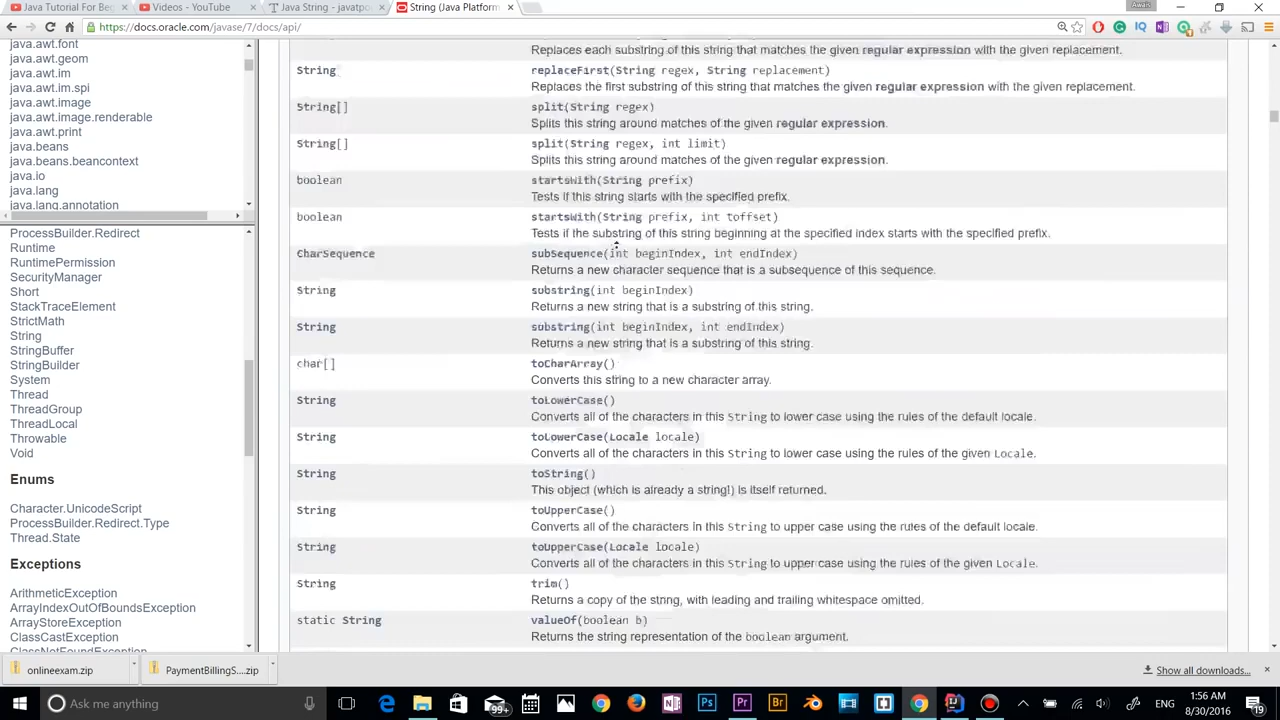 Java Tutorial For Beg
Videos - YouTube
Java String - javatpoint
String (Java Platform
Awais
https://docs.oracle.com/javase/7/docs/api/
java.awt.font
java.awt.geom
java.awt.im
java.awt.im.spi
java.awt.image
java.awt.image.renderable
java.awt.print
java.beans
java.beans.beancontext
java.io
java.lang
java.lang.annotation
ProcessBuilder.Redirect
Runtime
RuntimePermission
SecurityManager
Short
StackTraceElement
StrictMath
String
StringBuffer
StringBuilder
System
Thread
ThreadGroup
ThreadLocal
Throwable
Void
Enums
Character.UnicodeScript
ProcessBuilder.Redirect.Type
Thread.State
Exceptions
ArithmeticException
ArrayIndexOutOfBoundsException
ArrayStoreException
ClassCastException
ClassNotFoundException
Replaces each substring of this string that matches the given regular expression with the given replacement.
String replaceFirst(String regex, String replacement)
Replaces the first substring of this string that matches the given regular expression with the given replacement.
String[] split(String regex)
Splits this string around matches of the given regular expression.
String[] split(String regex, int limit)
Splits this string around matches of the given regular expression.
boolean startsWith(String prefix)
Tests if this string starts with the specified prefix.
boolean startsWith(String prefix, int toffset)
Tests if the substring of this string beginning at the specified index starts with the specified prefix.
CharSequence subSequence(int beginIndex, int endIndex)
Returns a new character sequence that is a subsequence of this sequence.
String substring(int beginIndex)
Returns a new string that is a substring of this string.
String substring(int beginIndex, int endIndex)
Returns a new string that is a substring of this string.
char[] toCharArray()
Converts this string to a new character array.
String toLowerCase()
Converts all of the characters in this String to lower case using the rules of the default locale.
String toLowerCase(Locale locale)
Converts all of the characters in this String to lower case using the rules of the given Locale.
String toString()
This object (which is already a string!) is itself returned.
String toUpperCase()
Converts all of the characters in this String to upper case using the rules of the default locale.
String toUpperCase(Locale locale)
Converts all of the characters in this String to upper case using the rules of the given Locale.
String trim()
Returns a copy of the string, with leading and trailing whitespace omitted.
static String valueOf(boolean b)
Returns the string representation of the boolean argument.
onlineexam.zip
PaymentBillingS....zip
Show all downloads...
Ask me anything
99+
Ps
Pr
Br
ENG
1:56 AM
8/30/2016
19